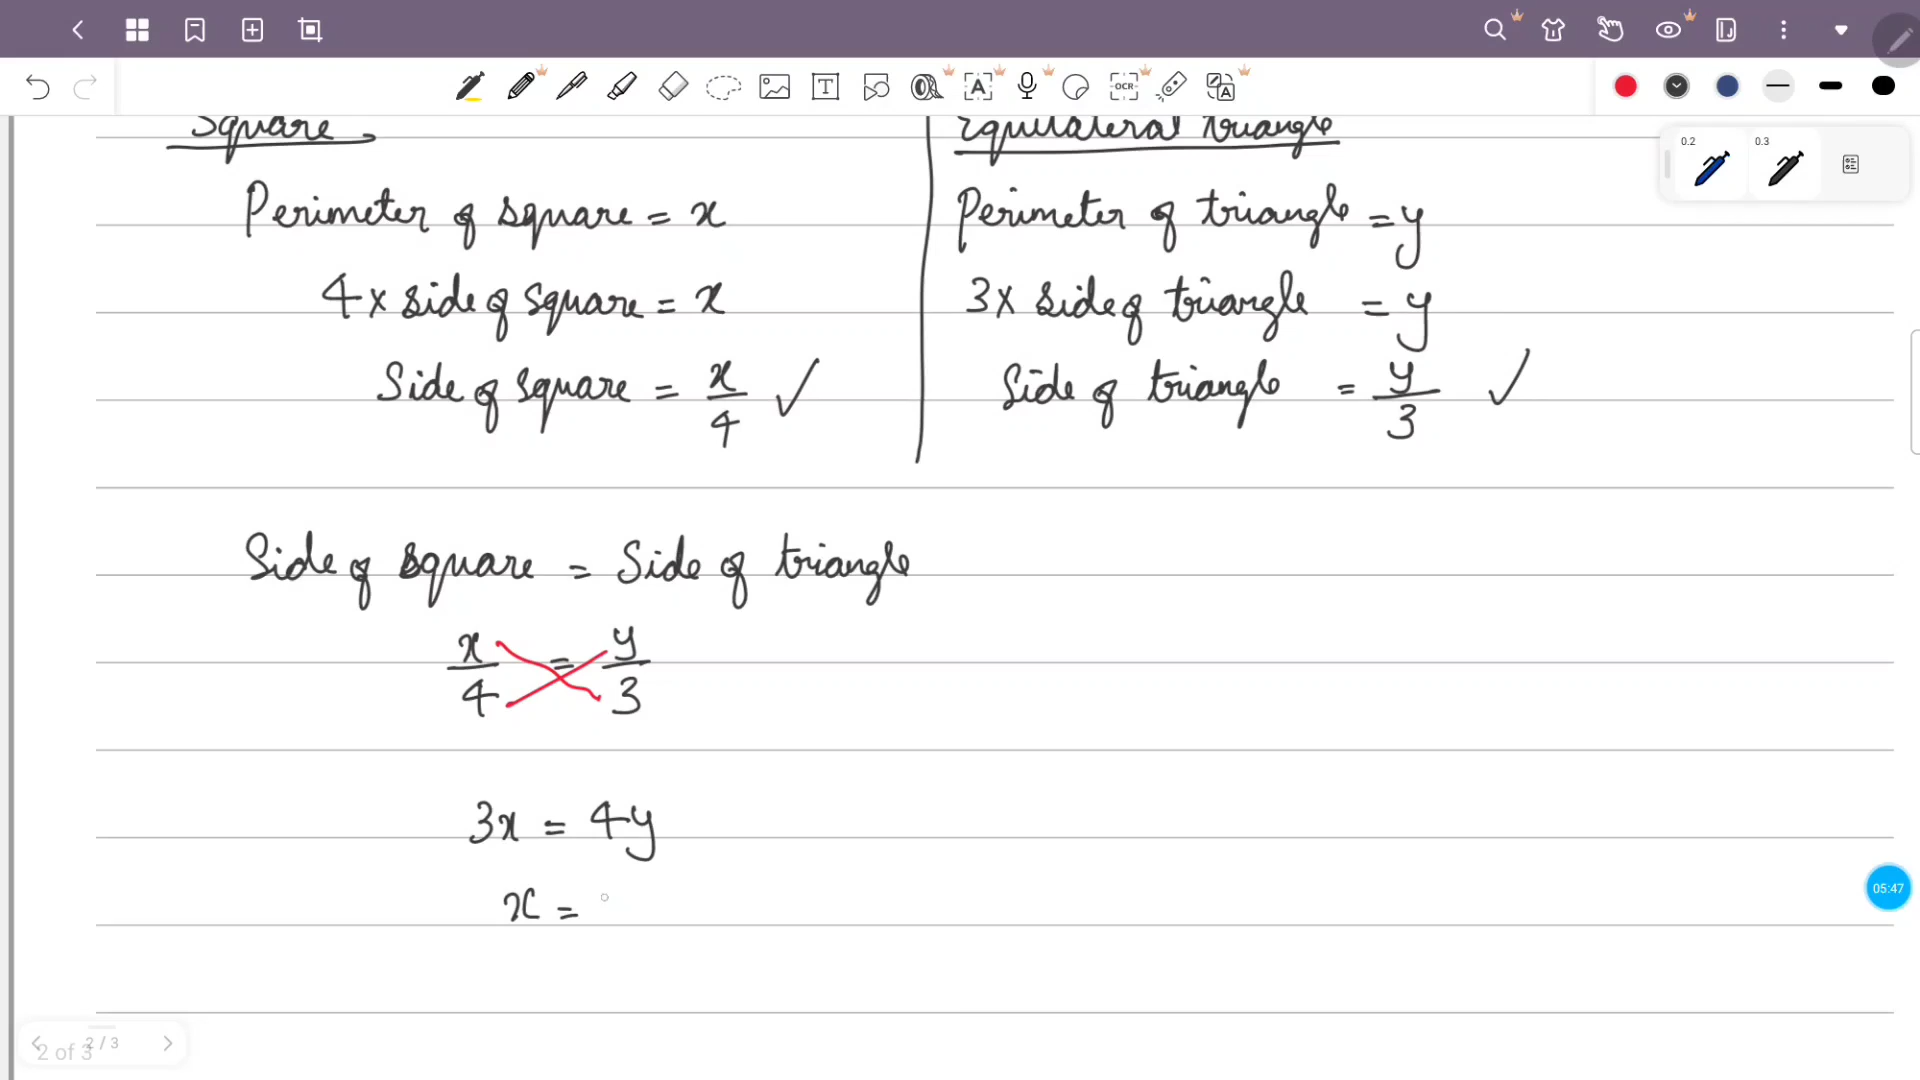 OCR
0.2 0.3
Square
Equilateral triangle
Perimeter of square = x
4 x side of square = x
Side of square = x/4 ✓
Perimeter of triangle = y
3 x side of triangle = y
Side of triangle = y/3 ✓
Side of square = Side of triangle
x/4 = y/3
3x = 4y
x =
05:47
2 / 3
2 of 3